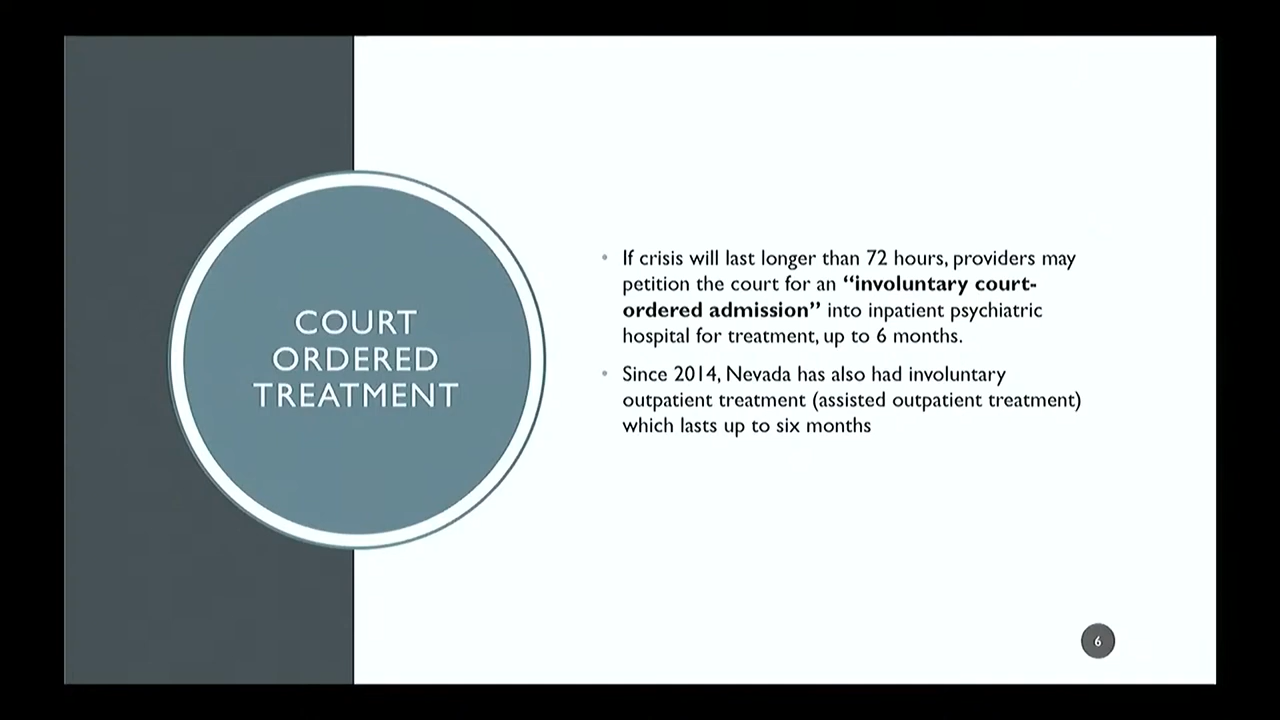 COURT
ORDERED
TREATMENT
• If crisis will last longer than 72 hours, providers may
petition the court for an “involuntary court-
ordered admission” into inpatient psychiatric
hospital for treatment, up to 6 months.
• Since 2014, Nevada has also had involuntary
outpatient treatment (assisted outpatient treatment)
which lasts up to six months
6